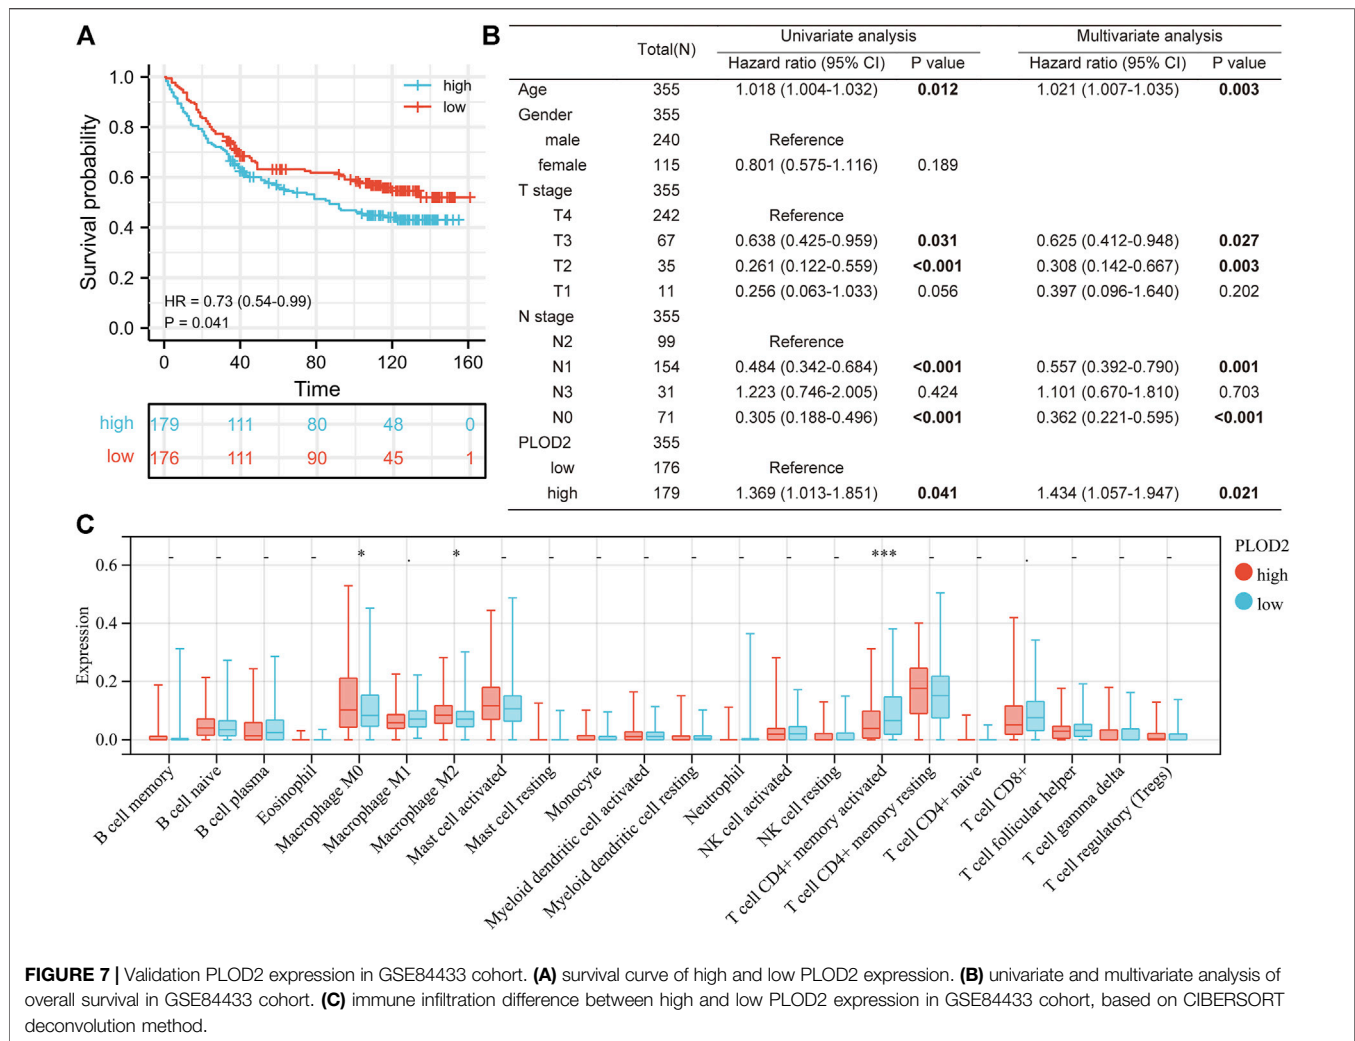 A
1.0
0.8
0.6
0.4
0.2
0.0
Survival probability
high
low
HR = 0.73 (0.54-0.99)
P = 0.041
0 40 80 120 160
Time
high 179 111 80 48 0
low 176 111 90 45 1
B
Univariate analysis Multivariate analysis
Total(N)
Hazard ratio (95% CI) P value Hazard ratio (95% CI) P value
Age 355 1.018 (1.004-1.032) 0.012 1.021 (1.007-1.035) 0.003
Gender 355
male 240 Reference
female 115 0.801 (0.575-1.116) 0.189
T stage 355
T4 242 Reference
T3 67 0.638 (0.425-0.959) 0.031 0.625 (0.412-0.948) 0.027
T2 35 0.261 (0.122-0.559) <0.001 0.308 (0.142-0.667) 0.003
T1 11 0.256 (0.063-1.033) 0.056 0.397 (0.096-1.640) 0.202
N stage 355
N2 99 Reference
N1 154 0.484 (0.342-0.684) <0.001 0.557 (0.392-0.790) 0.001
N3 31 1.223 (0.746-2.005) 0.424 1.101 (0.670-1.810) 0.703
N0 71 0.305 (0.188-0.496) <0.001 0.362 (0.221-0.595) <0.001
PLOD2 355
low 176 Reference
high 179 1.369 (1.013-1.851) 0.041 1.434 (1.057-1.947) 0.021
C
- - - - * . * - - - - - - - - *** - - . - - -
0.6
0.4
0.2
0.0
Expression
PLOD2
high
low
B cell memory
B cell naive
B cell plasma
Eosinophil
Macrophage M0
Macrophage M1
Macrophage M2
Mast cell activated
Mast cell resting
Monocyte
Myeloid dendritic cell activated
Myeloid dendritic cell resting
Neutrophil
NK cell activated
NK cell resting
T cell CD4+ memory activated
T cell CD4+ memory resting
T cell CD4+ naive
T cell CD8+
T cell follicular helper
T cell gamma delta
T cell regulatory (Tregs)
FIGURE 7 | Validation PLOD2 expression in GSE84433 cohort. (A) survival curve of high and low PLOD2 expression. (B) univariate and multivariate analysis of
overall survival in GSE84433 cohort. (C) immune infiltration difference between high and low PLOD2 expression in GSE84433 cohort, based on CIBERSORT
deconvolution method.